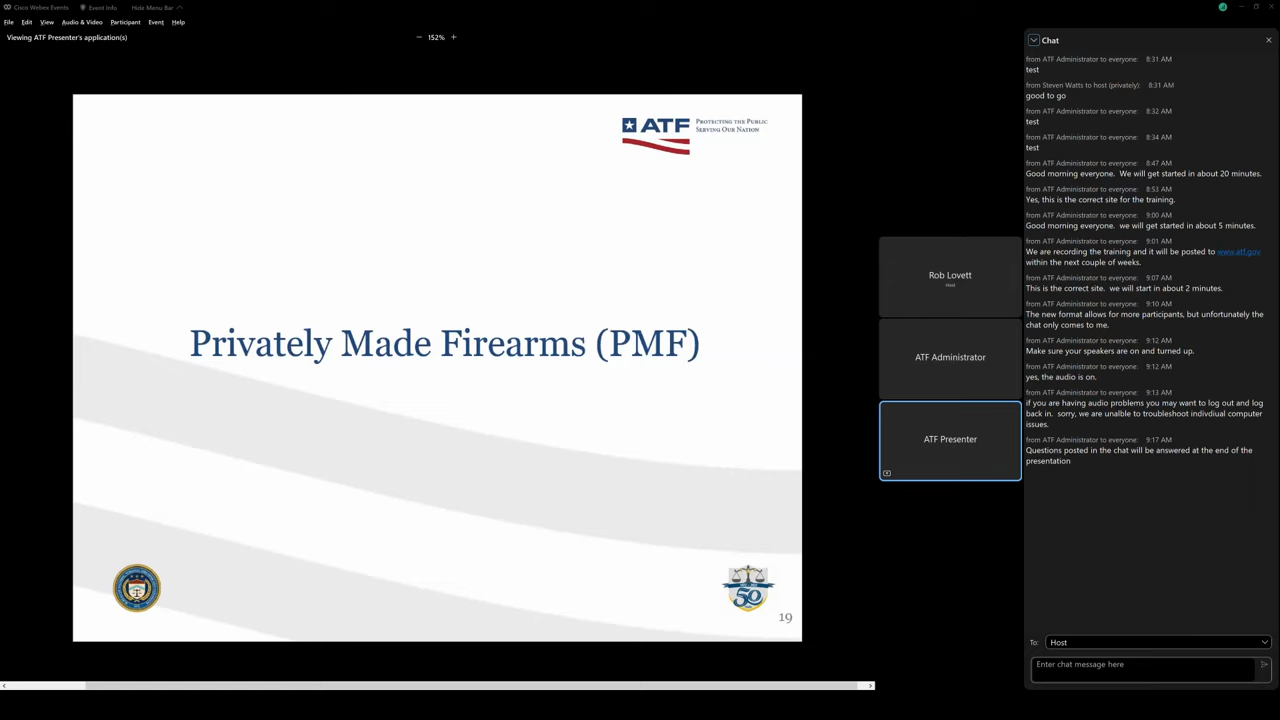 Cisco Webex Events
Event Info
Hide Menu Bar
File Edit View Audio & Video Participant Event Help
Viewing ATF Presenter's application(s)
152%
ATF
PROTECTING THE PUBLIC
SERVING OUR NATION
Privately Made Firearms (PMF)
50
19
Rob Lovett
Host
ATF Administrator
ATF Presenter
Chat
from ATF Administrator to everyone: 8:31 AM
test
from Steven Watts to host (privately): 8:31 AM
good to go
from ATF Administrator to everyone: 8:32 AM
test
from ATF Administrator to everyone: 8:34 AM
test
from ATF Administrator to everyone: 8:47 AM
Good morning everyone. We will get started in about 20 minutes.
from ATF Administrator to everyone: 8:53 AM
Yes, this is the correct site for the training.
from ATF Administrator to everyone: 9:00 AM
Good morning everyone. we will get started in about 5 minutes.
from ATF Administrator to everyone: 9:01 AM
We are recording the training and it will be posted to www.atf.gov
within the next couple of weeks.
from ATF Administrator to everyone: 9:07 AM
This is the correct site. we will start in about 2 minutes.
from ATF Administrator to everyone: 9:10 AM
The new format allows for more participants, but unfortunately the
chat only comes to me.
from ATF Administrator to everyone: 9:12 AM
Make sure your speakers are on and turned up.
from ATF Administrator to everyone: 9:12 AM
yes, the audio is on.
from ATF Administrator to everyone: 9:13 AM
if you are having audio problems you may want to log out and log
back in. sorry, we are unable to troubleshoot indivdiual computer
issues.
from ATF Administrator to everyone: 9:17 AM
Questions posted in the chat will be answered at the end of the
presentation
To: Host
Enter chat message here